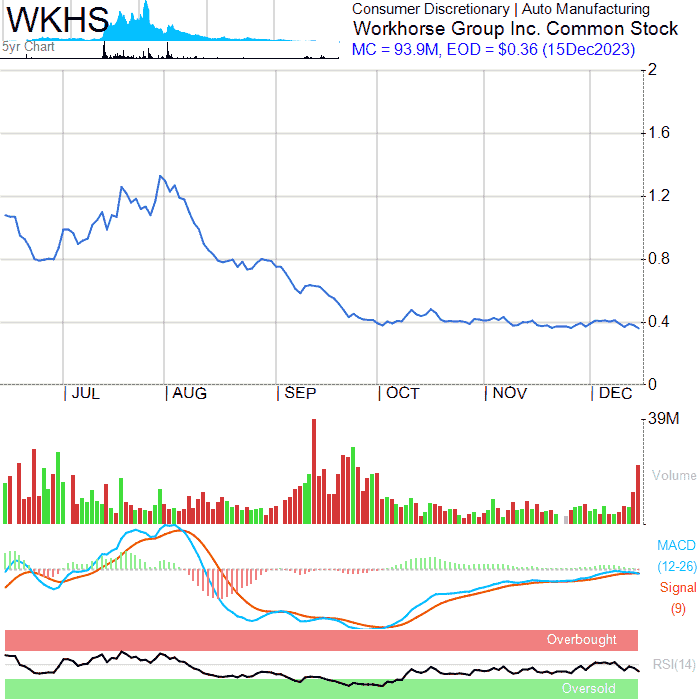 WKHS
5yr Chart
Consumer Discretionary | Auto Manufacturing
Workhorse Group Inc. Common Stock
MC = 93.9M, EOD = $0.36 (15Dec2023)
2
1.6
1.2
0.8
0.4
0
JUL AUG SEP OCT NOV DEC
39M
Volume
MACD
(12-26)
Signal
(9)
Overbought
RSI(14)
Oversold